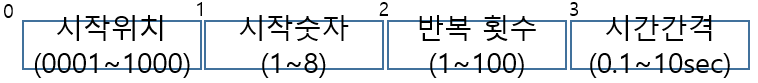 0 1 2 3
시작위치 시작숫자 반복 횟수 시간간격
(0001~1000) (1~8) (1~100) (0.1~10sec)